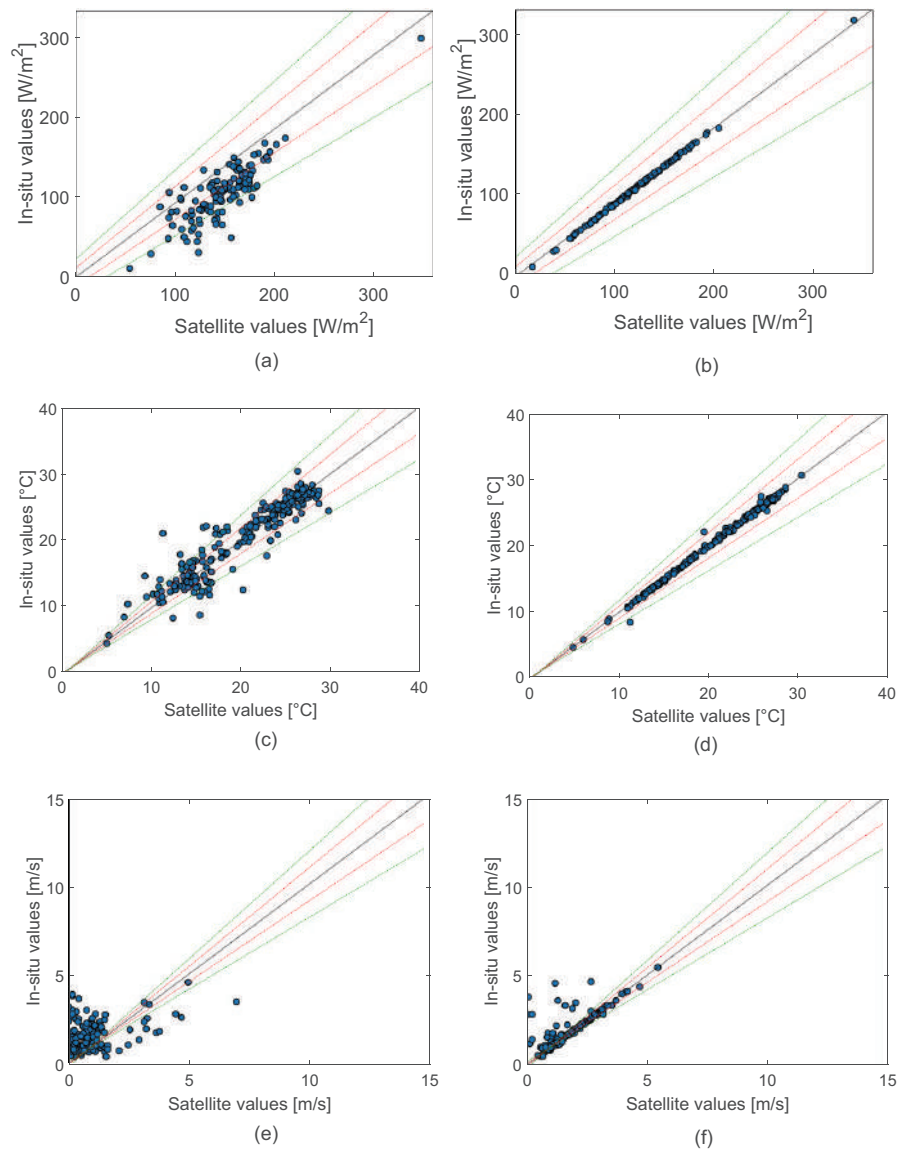 300
200
100
0
In-situ values [W/m²]
0
100
200
300
Satellite values [W/m²]
(a)
300
200
100
0
In-situ values [W/m²]
0
100
200
300
Satellite values [W/m²]
(b)
40
30
20
10
0
In-situ values [°C]
0
10
20
30
40
Satellite values [°C]
(c)
40
30
20
10
0
In-situ values [°C]
0
10
20
30
40
Satellite values [°C]
(d)
15
10
5
0
In-situ values [m/s]
0
5
10
15
Satellite values [m/s]
(e)
15
10
5
0
In-situ values [m/s]
0
5
10
15
Satellite values [m/s]
(f)